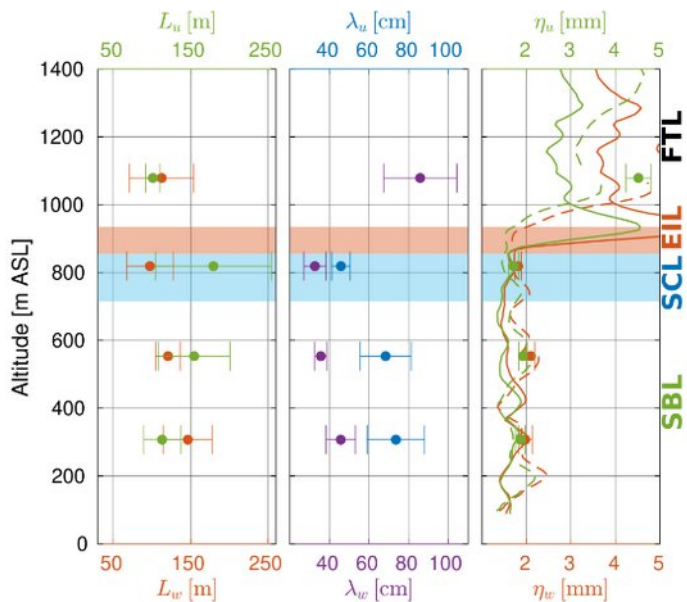 L_u [m] λ_u [cm] η_u [mm]
50 150 250 40 60 80 100 2 3 4 5
1400
1200
1000
800
600
400
200
0
Altitude [m ASL]
FTL
EIL
SCL
SBL
50 150 250 40 60 80 100 2 3 4 5
L_w [m] λ_w [cm] η_w [mm]